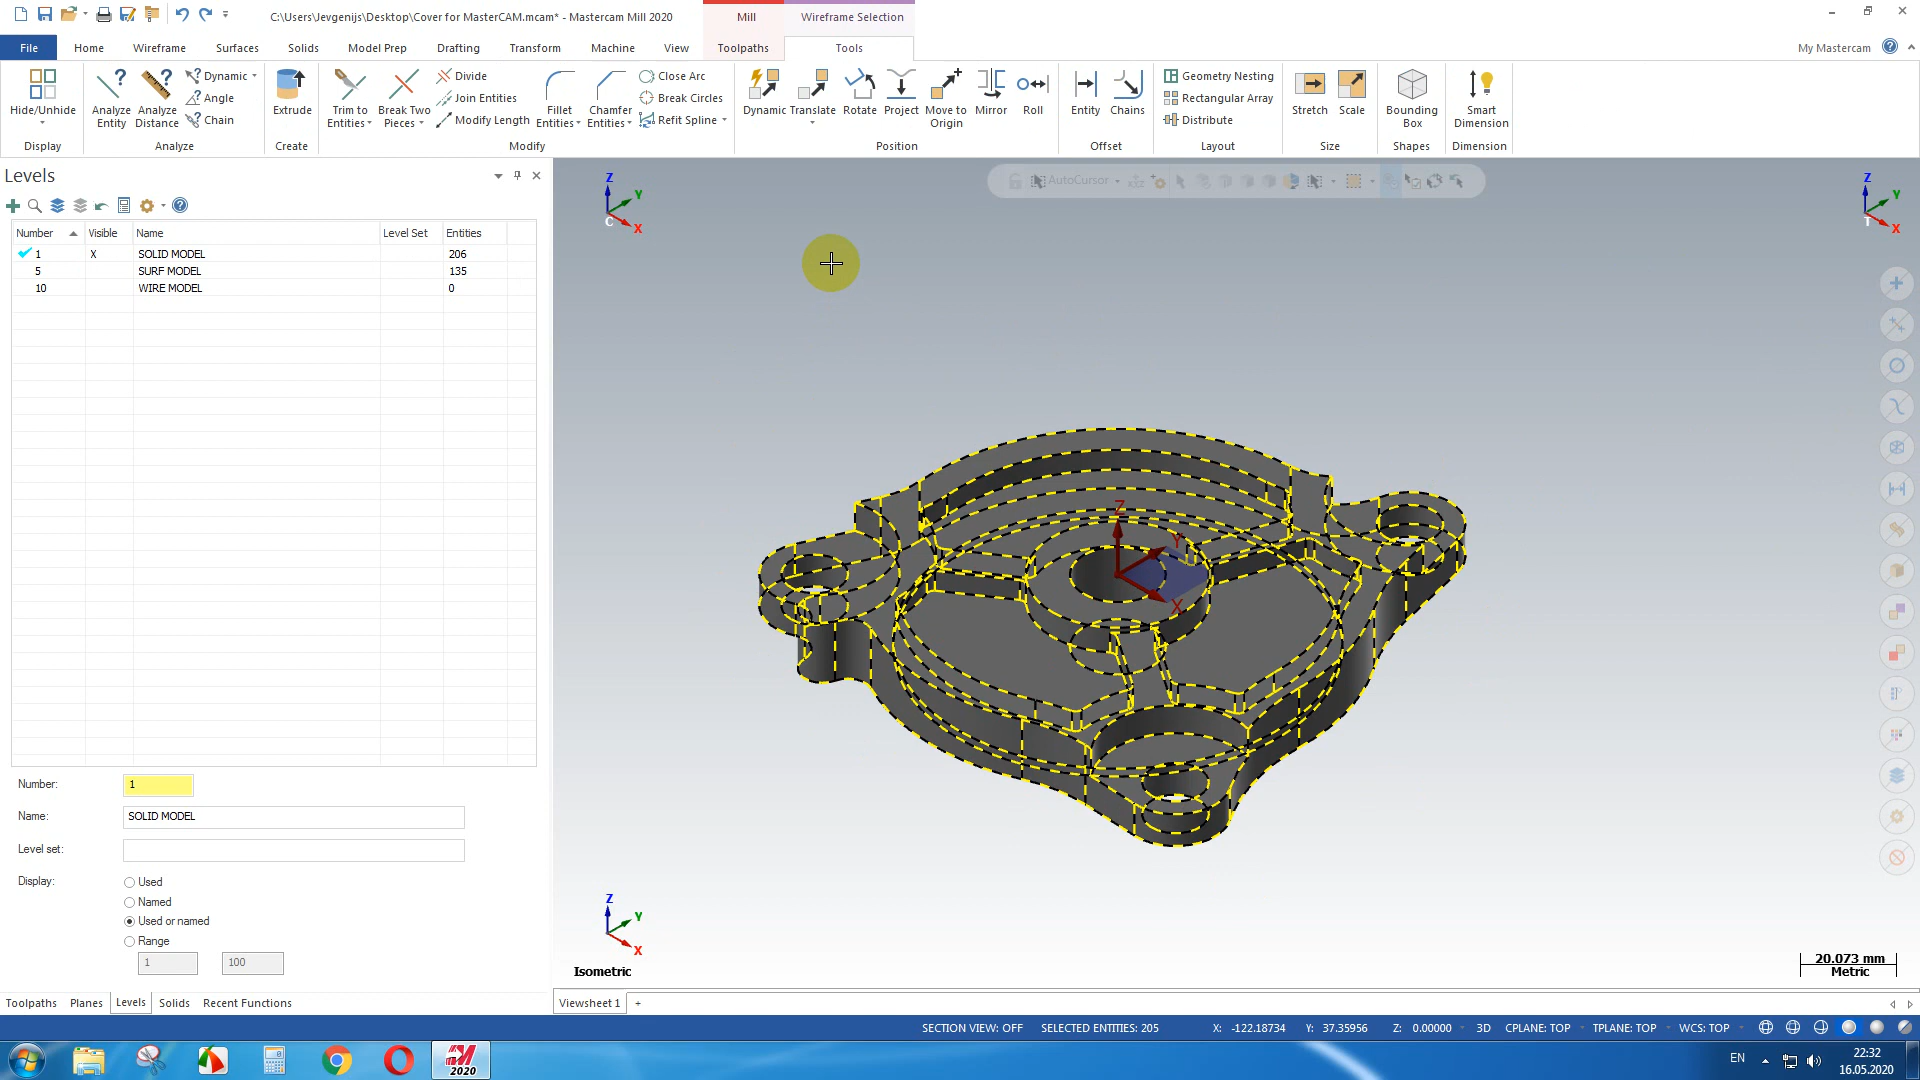 C:\Users\Jevgenijs\Desktop\Cover for MasterCAM.mcam* - Mastercam Mill 2020
Mill
Wireframe Selection
File
Home
Wireframe
Surfaces
Solids
Model Prep
Drafting
Transform
Machine
View
Toolpaths
Tools
My Mastercam
Hide/Unhide
Display
Analyze Entity
Analyze Distance
Dynamic
Angle
Chain
Analyze
Extrude
Create
Trim to Entities
Break Two Pieces
Divide
Join Entities
Modify Length
Fillet Entities
Chamfer Entities
Close Arc
Break Circles
Refit Spline
Modify
Dynamic
Translate
Rotate
Project
Move to Origin
Mirror
Roll
Position
Entity
Chains
Offset
Geometry Nesting
Rectangular Array
Distribute
Layout
Stretch
Scale
Size
Bounding Box
Shapes
Smart Dimension
Dimension
Levels
Number Visible Name Level Set Entities
1 X SOLID MODEL 206
5 SURF MODEL 135
10 WIRE MODEL 0
Number: 1
Name: SOLID MODEL
Level set:
Display:
Used
Named
Used or named
Range
1 100
Toolpaths Planes Levels Solids Recent Functions
AutoCursor
Z
Y
X
C
Z
Y
X
T
Z
Y
X
Z
Y
X
Isometric
20.073 mm
Metric
Viewsheet 1 +
SECTION VIEW: OFF SELECTED ENTITIES: 205 X: -122.18734 Y: 37.35956 Z: 0.00000 3D CPLANE: TOP TPLANE: TOP WCS: TOP
2020
EN
22:32
16.05.2020